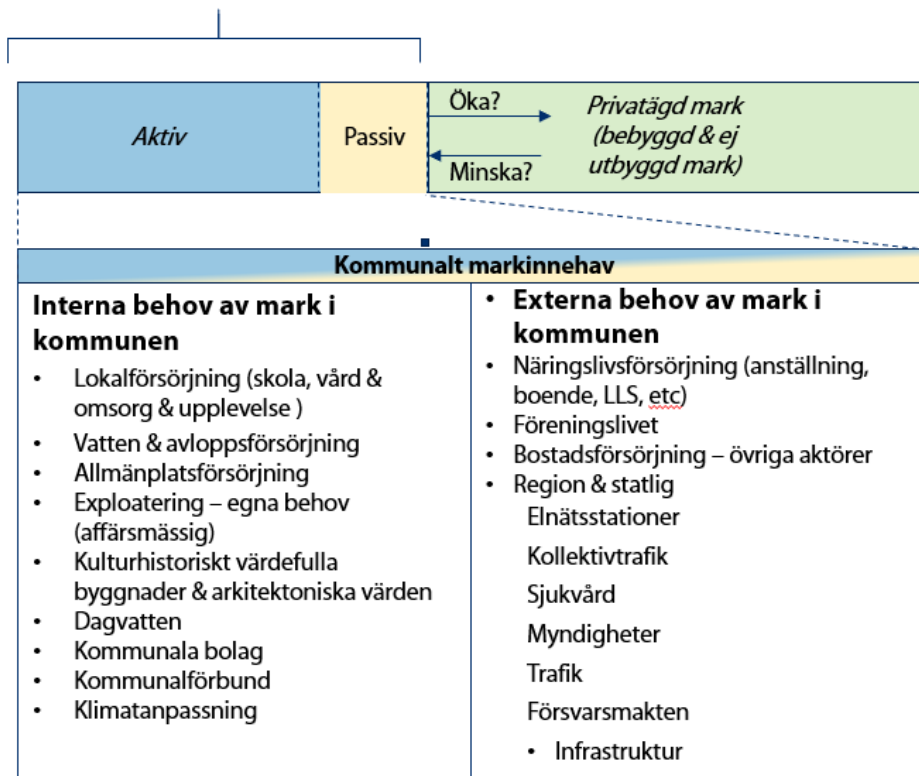 Aktiv
Passiv
Öka?
Minska?
Privatägd mark
(bebyggd & ej
utbyggd mark)
Kommunalt markinnehav
Interna behov av mark i
kommunen
• Lokalförsörjning (skola, vård &
omsorg & upplevelse )
• Vatten & avloppsförsörjning
• Allmänplatsförsörjning
• Exploatering – egna behov
(affärsmässig)
• Kulturhistoriskt värdefulla
byggnader & arkitektoniska värden
• Dagvatten
• Kommunala bolag
• Kommunalförbund
• Klimatanpassning
• Externa behov av mark i
kommunen
• Näringslivsförsörjning (anställning,
boende, LLS, etc)
• Föreningslivet
• Bostadsförsörjning – övriga aktörer
• Region & statlig
Elnätsstationer
Kollektivtrafik
Sjukvård
Myndigheter
Trafik
Försvarsmakten
• Infrastruktur